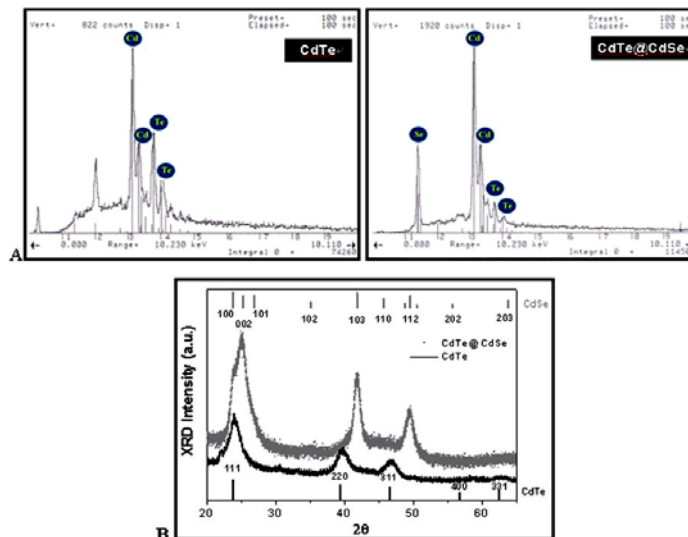 Vert= 822 counts Disp= 1
Preset= 100 sec
Elapsed= 100 sec
CdTe
Cd
Cd
Te
Te
0.000 Range= 10.230 keV 10.110
Integral 0 = 74260
Vert= 1920 counts Disp= 1
Preset= 100 sec
Elapsed= 100 sec
CdTe@CdSe
Se
Cd
Cd
Te
Te
0.000 Range= 10.230 keV 10.110
Integral 0 =
A
CdSe
100 002 101 102 103 110 112 202 203
CdTe@CdSe
CdTe
XRD Intensity (a.u.)
111 220 311 400 331
CdTe
20 30 40 50 60
2θ
B